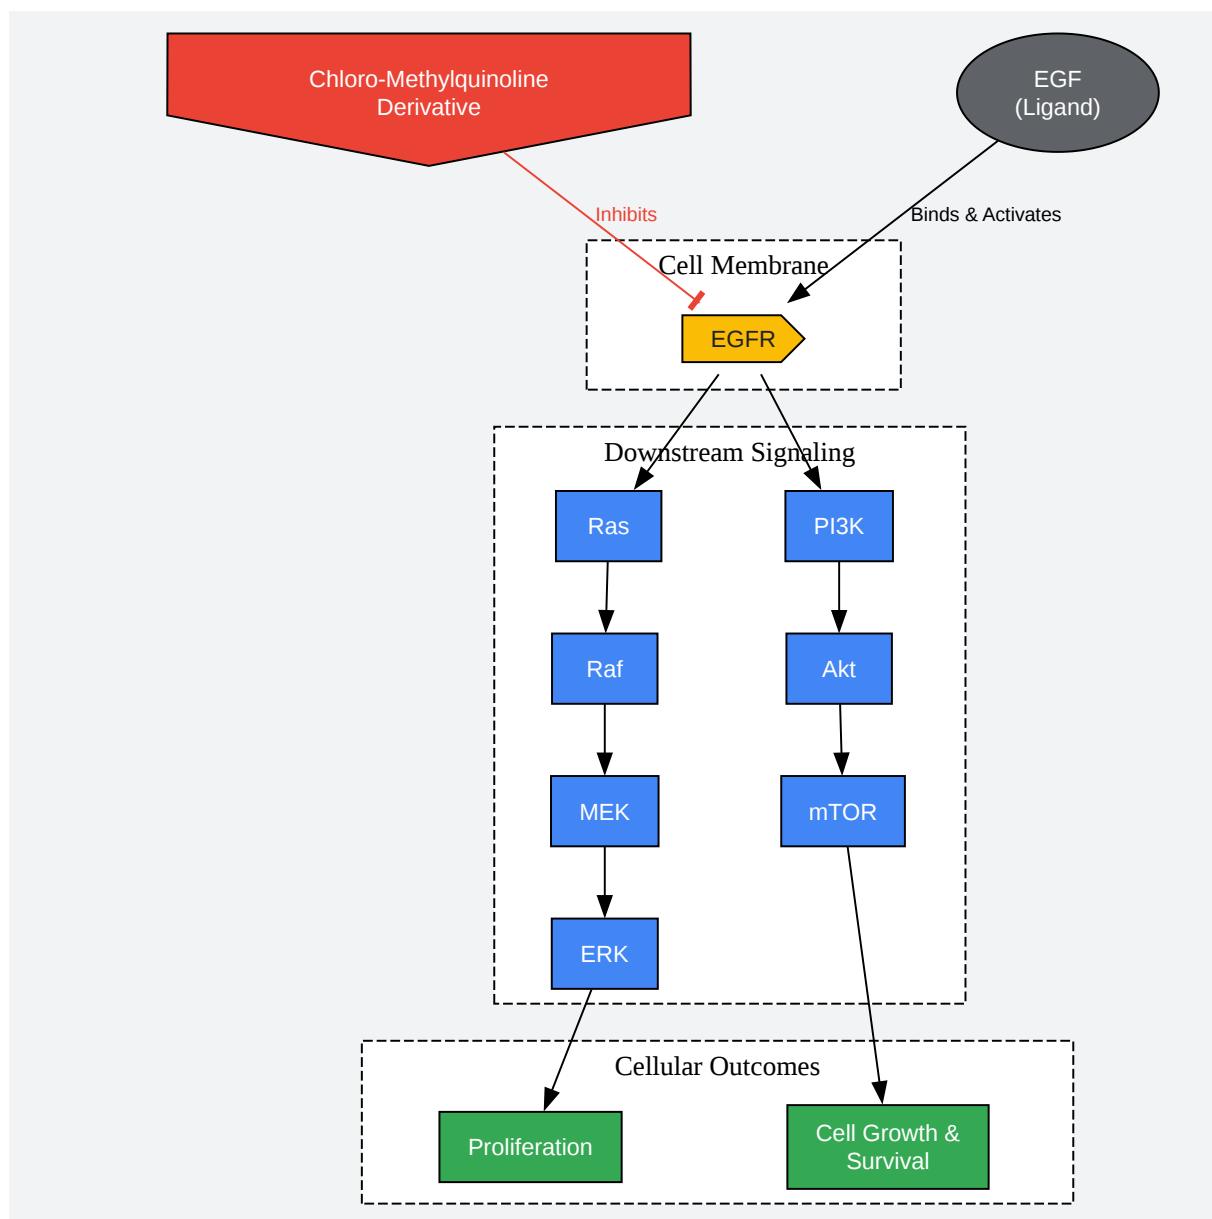 Chloro-Methylquinoline
Derivative
EGF
(Ligand)
Inhibits
Binds & Activates
Cell Membrane
EGFR
Downstream Signaling
Ras
PI3K
Raf
Akt
MEK
mTOR
ERK
Cellular Outcomes
Proliferation
Cell Growth &
Survival